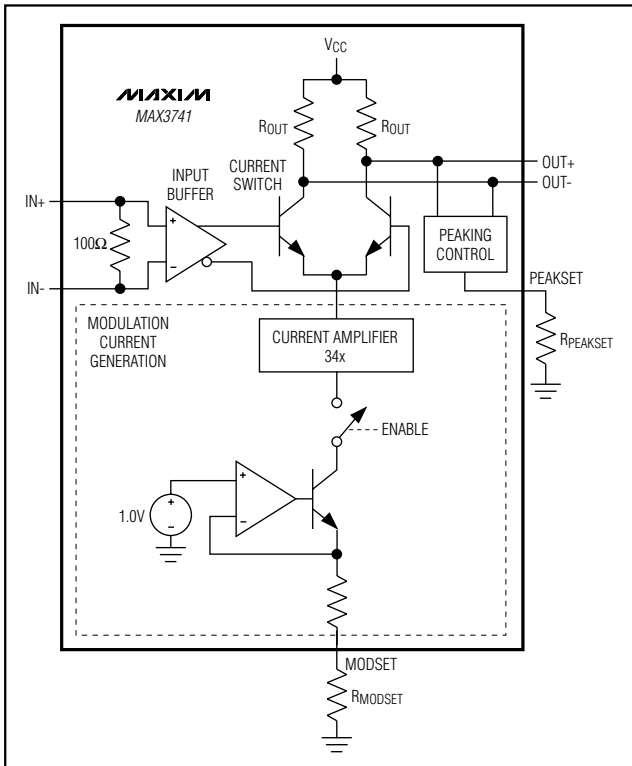 VCC
MAXIM
MAX3741
ROUT
ROUT
INPUT
BUFFER
CURRENT
SWITCH
OUT+
OUT-
IN+
+
-
100Ω
IN-
PEAKING
CONTROL
PEAKSET
RPEAKSET
MODULATION
CURRENT
GENERATION
CURRENT AMPLIFIER
34x
ENABLE
1.0V
+
-
+
-
MODSET
RMODSET